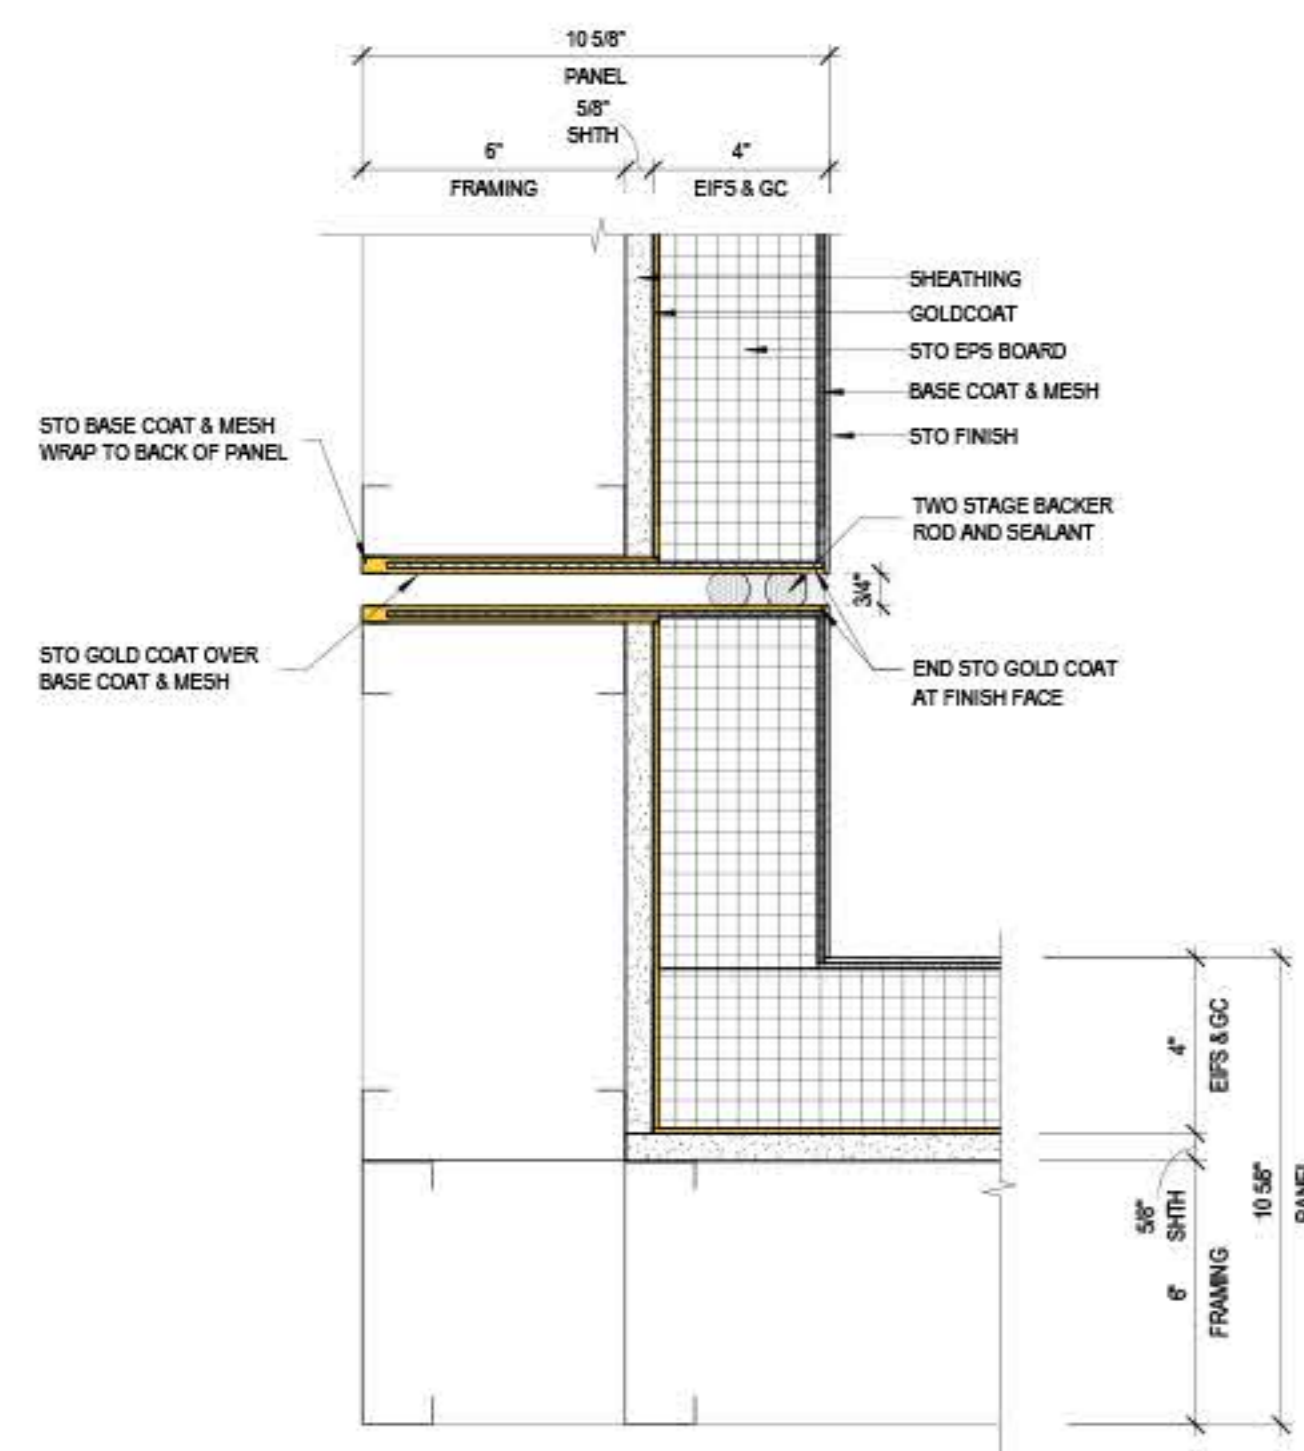 10 5/8"
PANEL
5/8"
SHTH
6"
4"
FRAMING
EIFS & GC
SHEATHING
GOLDCOAT
STO EPS BOARD
BASE COAT & MESH
STO FINISH
STO BASE COAT & MESH
WRAP TO BACK OF PANEL
TWO STAGE BACKER
ROD AND SEALANT
3/4"
STO GOLD COAT OVER
BASE COAT & MESH
END STO GOLD COAT
AT FINISH FACE
4"
EIFS & GC
5/8"
SHTH
6"
FRAMING
10 5/8"
PANEL